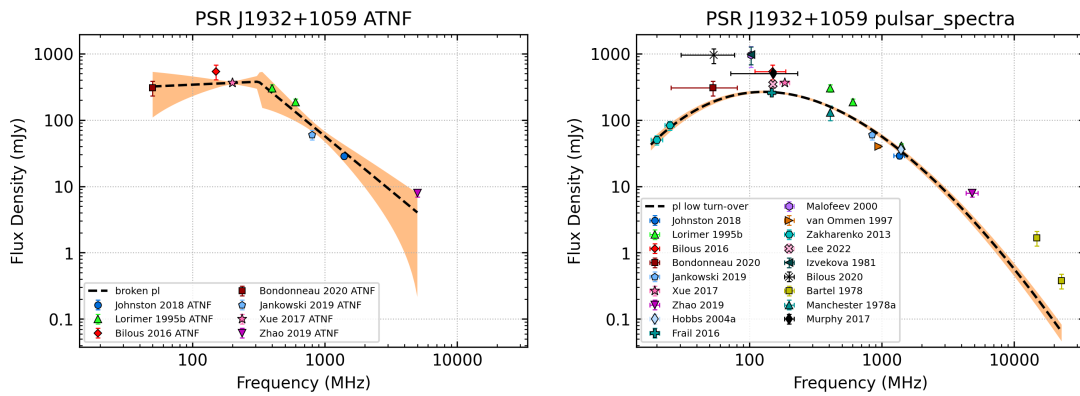 PSR J1932+1059 ATNF
Flux Density (mJy)
1000
100
10
1
0.1
broken pl
Johnston 2018 ATNF
Lorimer 1995b ATNF
Bilous 2016 ATNF
Bondonneau 2020 ATNF
Jankowski 2019 ATNF
Xue 2017 ATNF
Zhao 2019 ATNF
100
1000
10000
Frequency (MHz)
PSR J1932+1059 pulsar_spectra
Flux Density (mJy)
1000
100
10
1
0.1
pl low turn-over
Johnston 2018
Lorimer 1995b
Bilous 2016
Bondonneau 2020
Jankowski 2019
Xue 2017
Zhao 2019
Hobbs 2004a
Frail 2016
Malofeev 2000
van Ommen 1997
Zakharenko 2013
Lee 2022
Izvekova 1981
Bilous 2020
Bartel 1978
Manchester 1978a
Murphy 2017
100
1000
10000
Frequency (MHz)